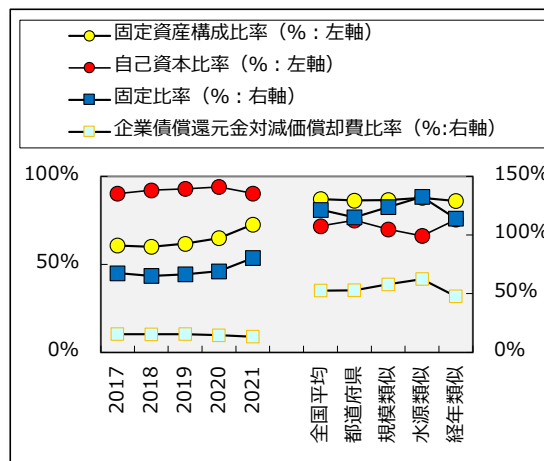 固定資産構成比率（%：左軸）
自己資本比率（%：左軸）
固定比率（%：右軸）
企業債償還元金対減価償却費比率（%:右軸）
100%
50%
0%
150%
100%
50%
0%
2017
2018
2019
2020
2021
全国平均
都道府県
規模類似
水源類似
経年類似